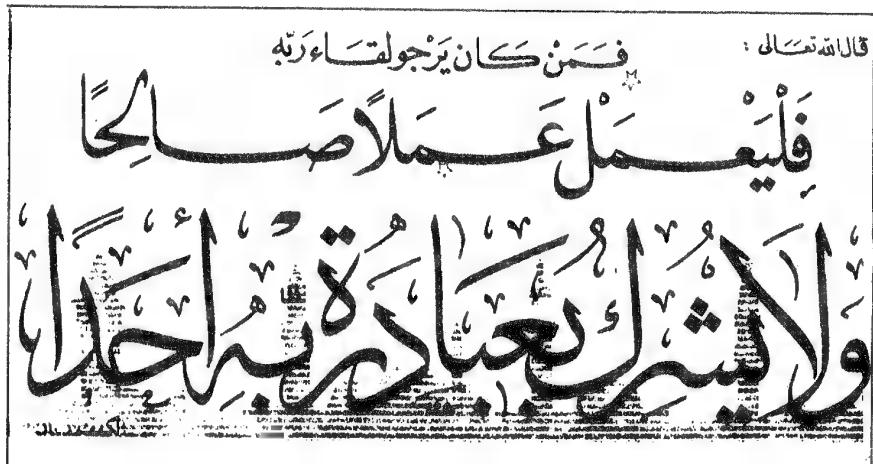 قال الله تعالى :
فَمَنْ كَانَ يَرْجُو لِقَاءَ رَبِّهِ
فَلْيَعْمَلْ عَمَلًا صَالِحًا
وَلَا يُشْرِكْ بِعِبَادَةِ رَبِّهِ أَحَدًا